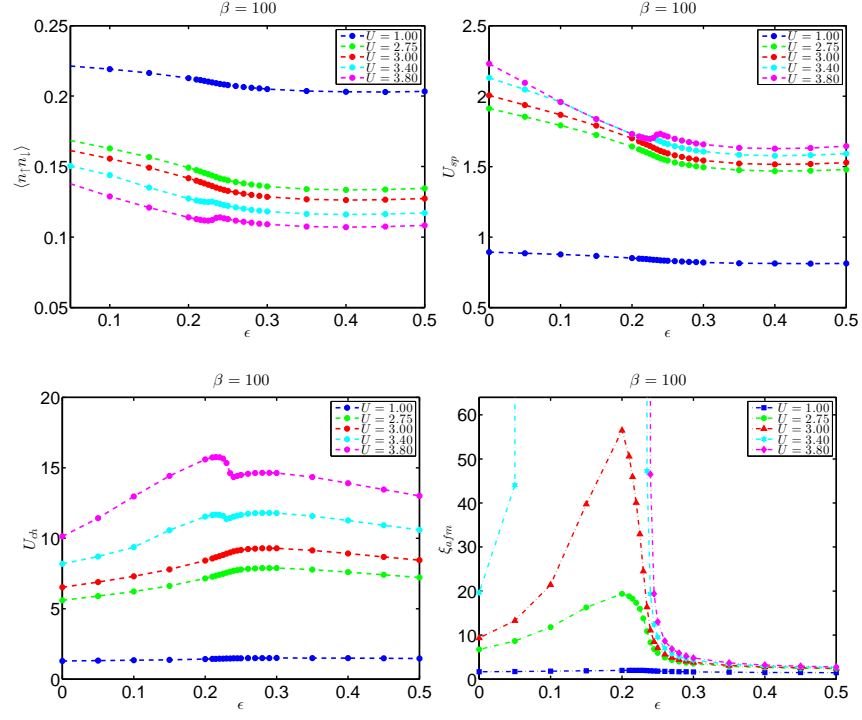 β = 100
0.25
0.2
0.15
0.1
0.05
⟨n↑n↓⟩
0.1 0.2 0.3 0.4 0.5
ϵ
U = 1.00
U = 2.75
U = 3.00
U = 3.40
U = 3.80
β = 100
2.5
2
1.5
1
0.5
U_sp
0 0.1 0.2 0.3 0.4 0.5
ϵ
U = 1.00
U = 2.75
U = 3.00
U = 3.40
U = 3.80
β = 100
20
15
10
5
0
U_ch
0 0.1 0.2 0.3 0.4 0.5
ϵ
U = 1.00
U = 2.75
U = 3.00
U = 3.40
U = 3.80
β = 100
60
50
40
30
20
10
0
ξ_afm
0 0.1 0.2 0.3 0.4 0.5
ϵ
U = 1.00
U = 2.75
U = 3.00
U = 3.40
U = 3.80